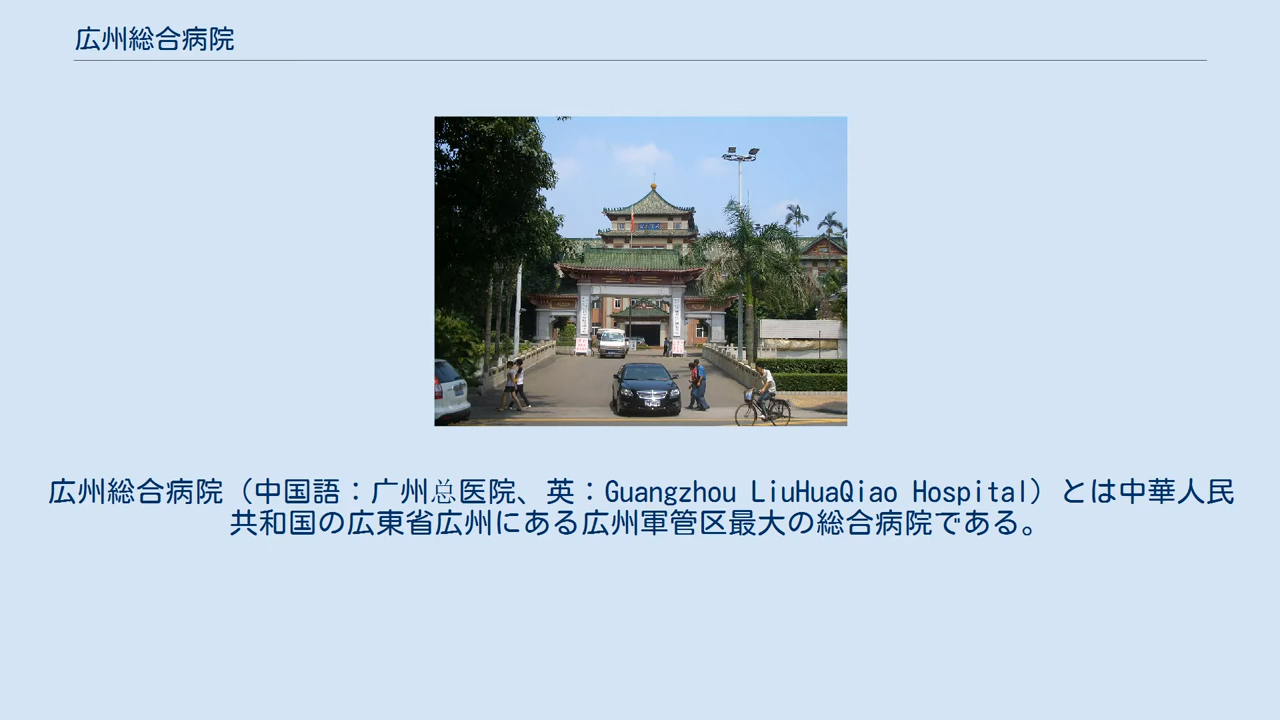 広州総合病院
広州総合病院（中国語：广州总医院、英：Guangzhou LiuHuaQiao Hospital）とは中華人民
共和国の広東省広州にある広州軍管区最大の総合病院である。